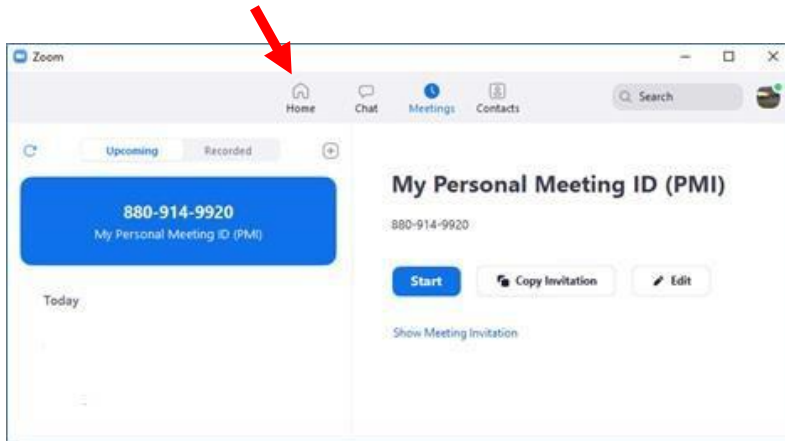 Zoom
Home Chat Meetings Contacts Search
Upcoming Recorded
880-914-9920
My Personal Meeting ID (PMI)
Today
My Personal Meeting ID (PMI)
880-914-9920
Start Copy Invitation Edit
Show Meeting Invitation